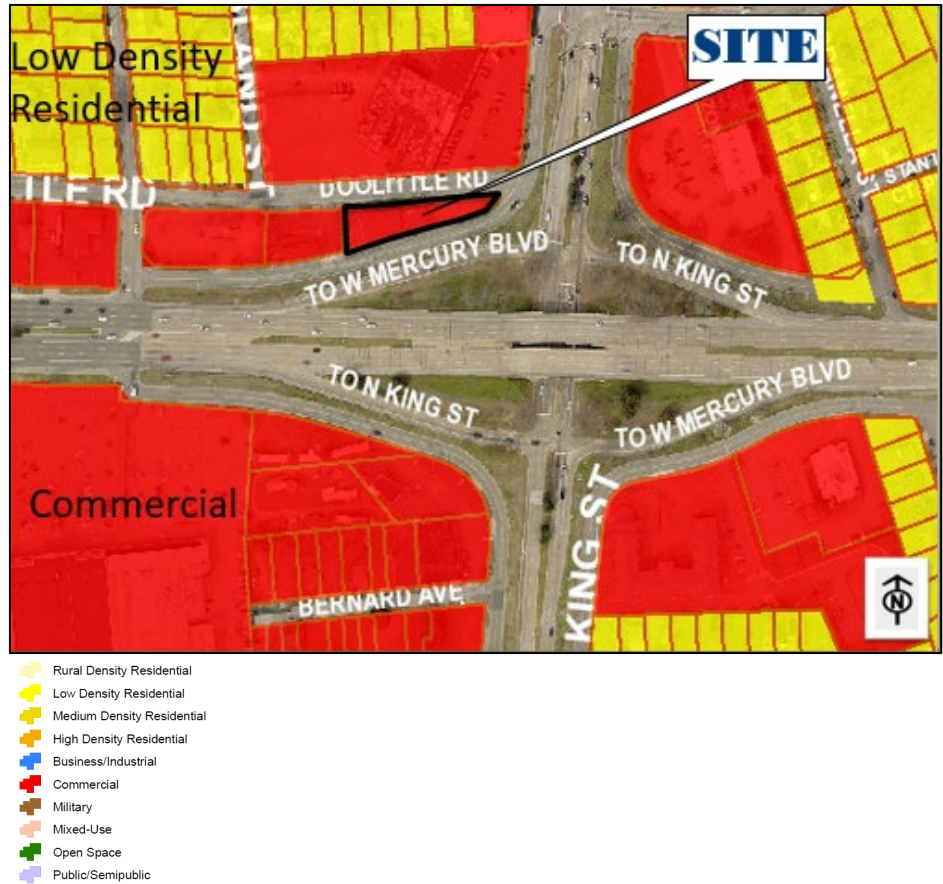 SITE
Low Density
Residential
TLE RD
DOOLITTLE RD
STANT
TO W MERCURY BLVD
TO N KING ST
TO N KING ST
TO W MERCURY BLVD
Commercial
KING ST
BERNARD AVE
N
Rural Density Residential
Low Density Residential
Medium Density Residential
High Density Residential
Business/Industrial
Commercial
Military
Mixed-Use
Open Space
Public/Semipublic